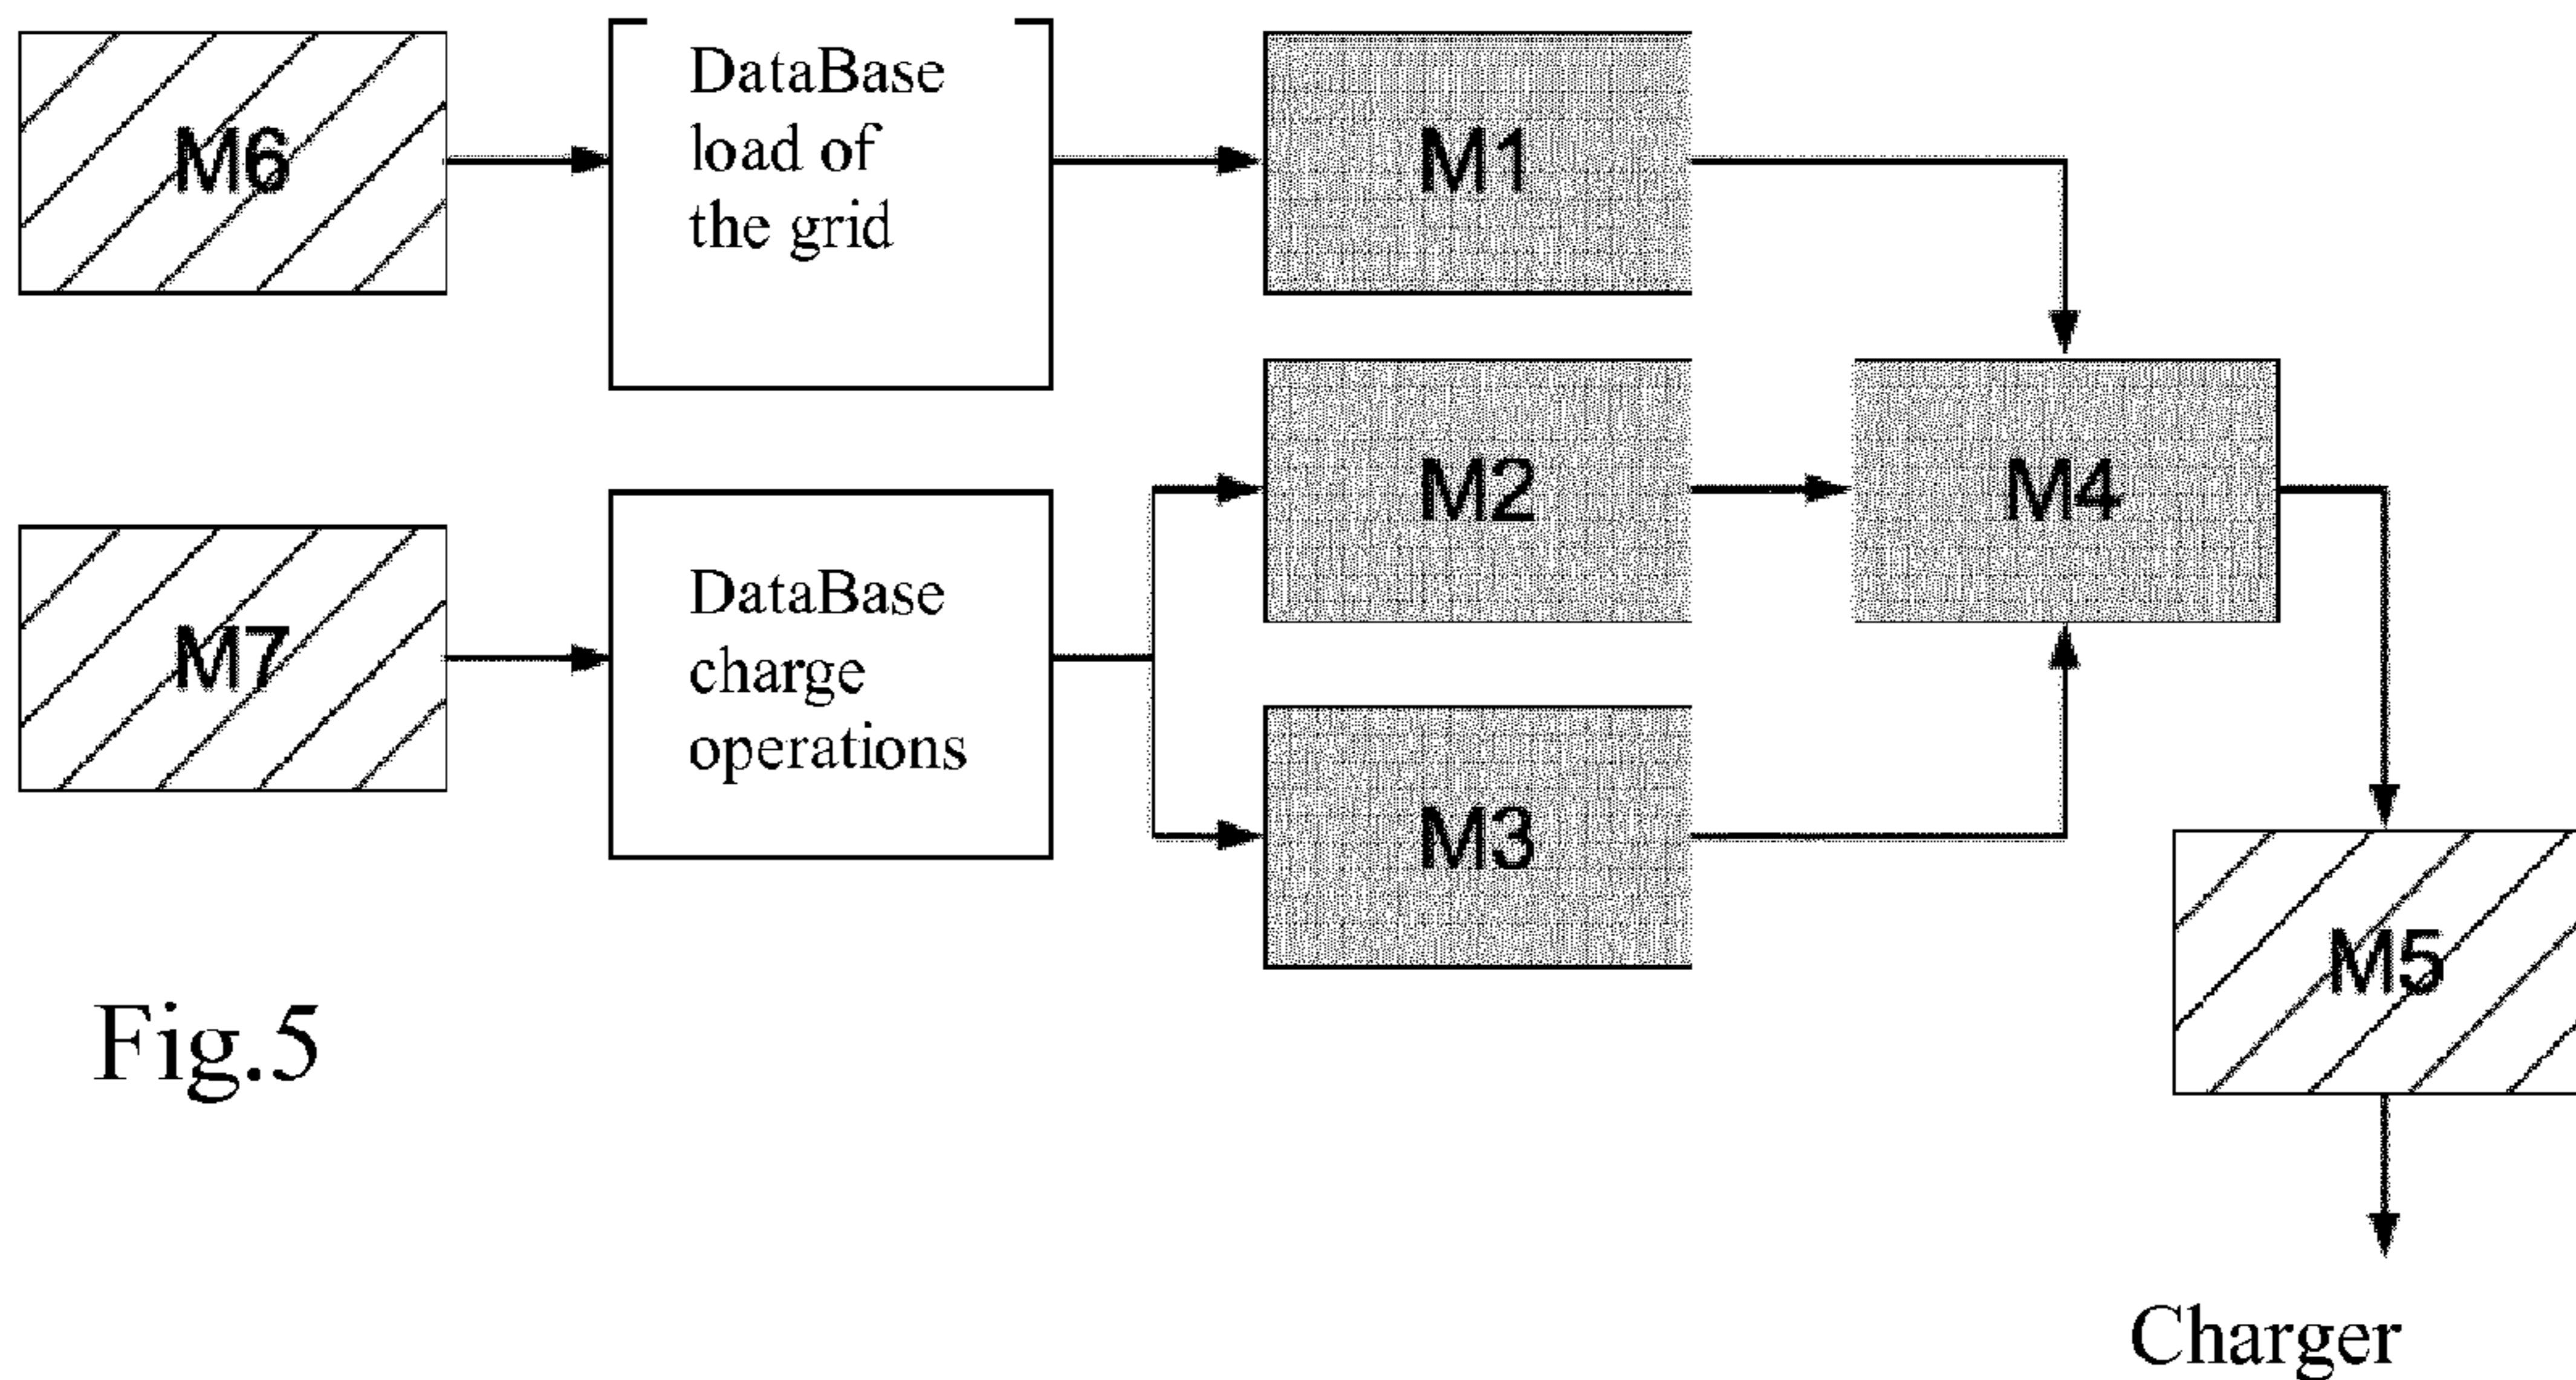 M6
DataBase
load of
the grid
M1
M2
M4
M7
DataBase
charge
operations
M3
M5
Fig.5
Charger